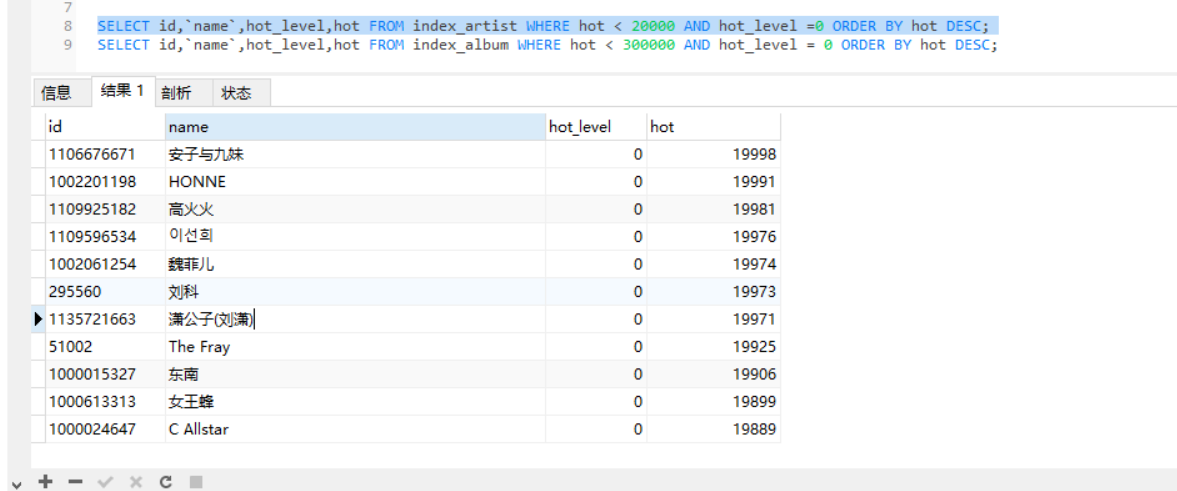 7
8 SELECT id,`name`,hot_level,hot FROM index_artist WHERE hot < 20000 AND hot_level =0 ORDER BY hot DESC;
9 SELECT id,`name`,hot_level,hot FROM index_album WHERE hot < 300000 AND hot_level = 0 ORDER BY hot DESC;
信息 结果 1 剖析 状态
id name hot_level hot
1106676671 安子与九妹 0 19998
1002201198 HONNE 0 19991
1109925182 高火火 0 19981
1109596534 이선희 0 19976
1002061254 魏菲儿 0 19974
295560 刘科 0 19973
1135721663 潇公子(刘潇) 0 19971
51002 The Fray 0 19925
1000015327 东南 0 19906
1000613313 女王蜂 0 19899
1000024647 C Allstar 0 19889